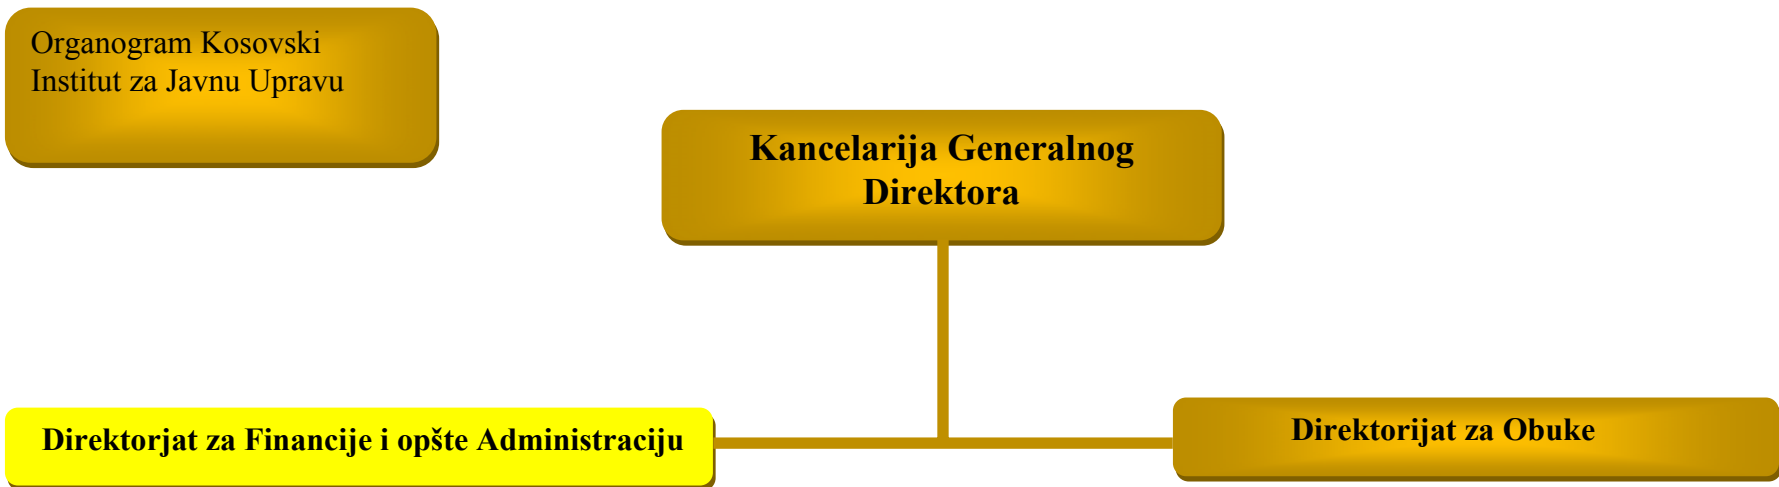 Organogram Kosovski
Institut za Javnu Upravu
Kancelarija Generalnog
Direktora
Direktorjat za Financije i opšte Administraciju
Direktorijat za Obuke